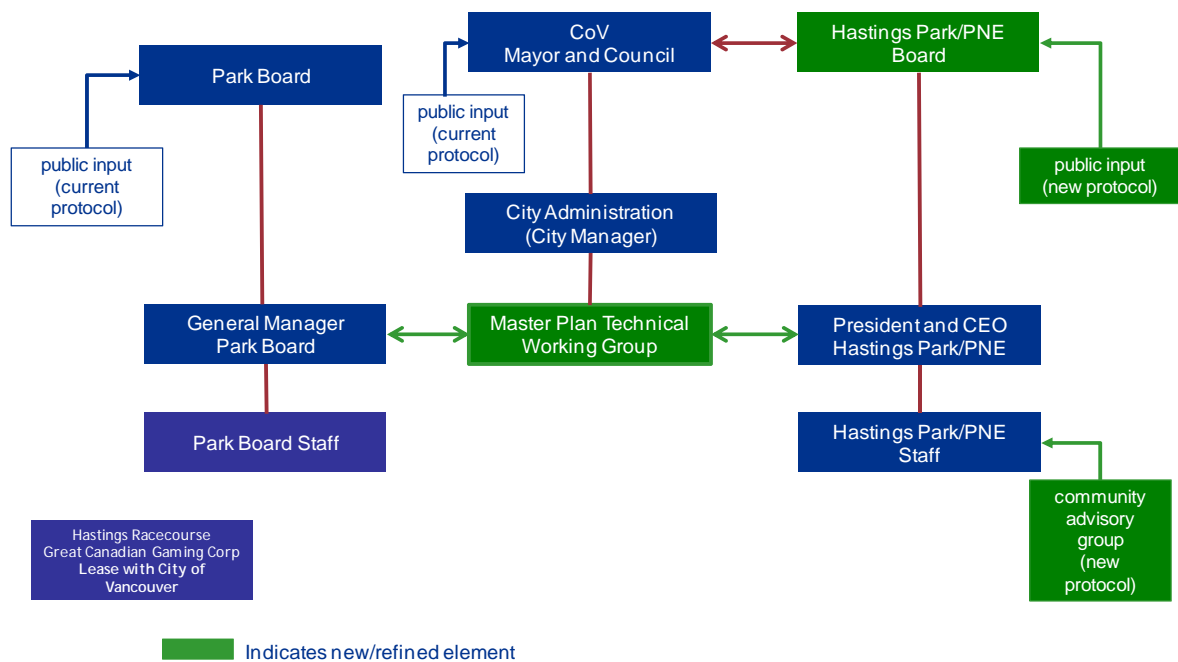 CoV
Mayor and Council
Hastings Park/PNE
Board
Park Board
public input
(current
protocol)
public input
(current
protocol)
public input
(new protocol)
City Administration
(City Manager)
General Manager
Park Board
Master Plan Technical
Working Group
President and CEO
Hastings Park/PNE
Park Board Staff
Hastings Park/PNE
Staff
community
advisory
group
(new
protocol)
Hastings Racecourse
Great Canadian Gaming Corp
Lease with City of
Vancouver
Indicates new/refined element